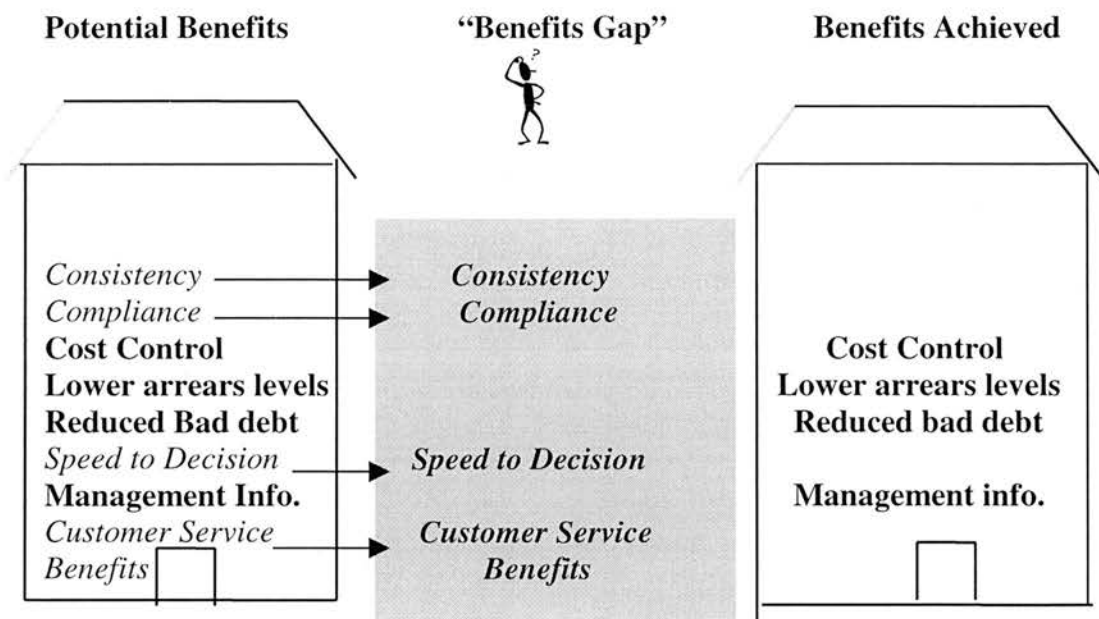 Potential Benefits
“Benefits Gap”
Benefits Achieved
?
Consistency
Compliance
Cost Control
Lower arrears levels
Reduced Bad debt
Speed to Decision
Management Info.
Customer Service
Benefits
Consistency
Compliance
Speed to Decision
Customer Service
Benefits
Cost Control
Lower arrears levels
Reduced bad debt
Management info.